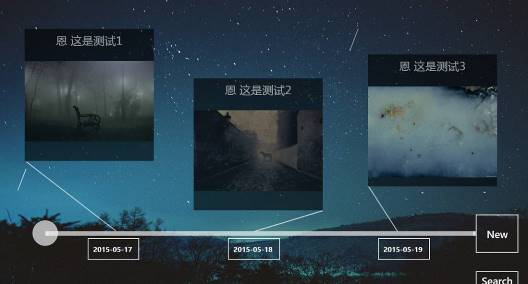 恩 这是测试1
恩 这是测试2
恩 这是测试3
2015-05-17
2015-05-18
2015-05-19
New
Search